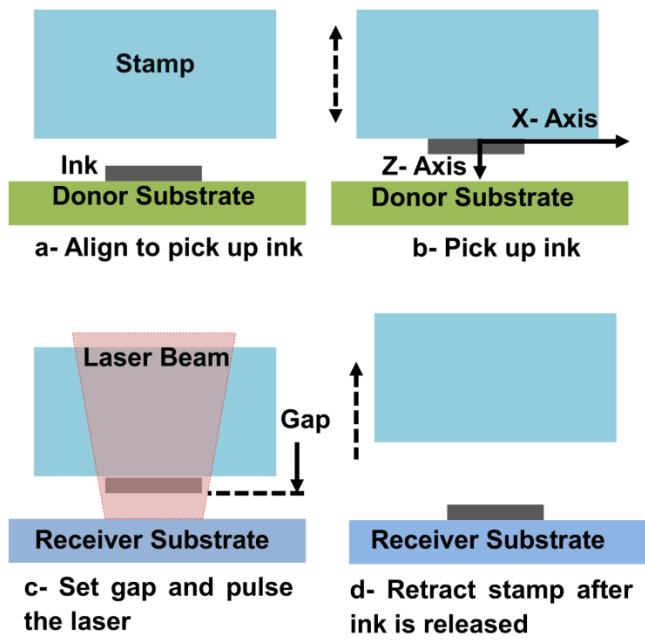 Stamp
Ink
Donor Substrate
a- Align to pick up ink
X- Axis
Z- Axis
Donor Substrate
b- Pick up ink
Laser Beam
Gap
Receiver Substrate
c- Set gap and pulse
the laser
Receiver Substrate
d- Retract stamp after
ink is released